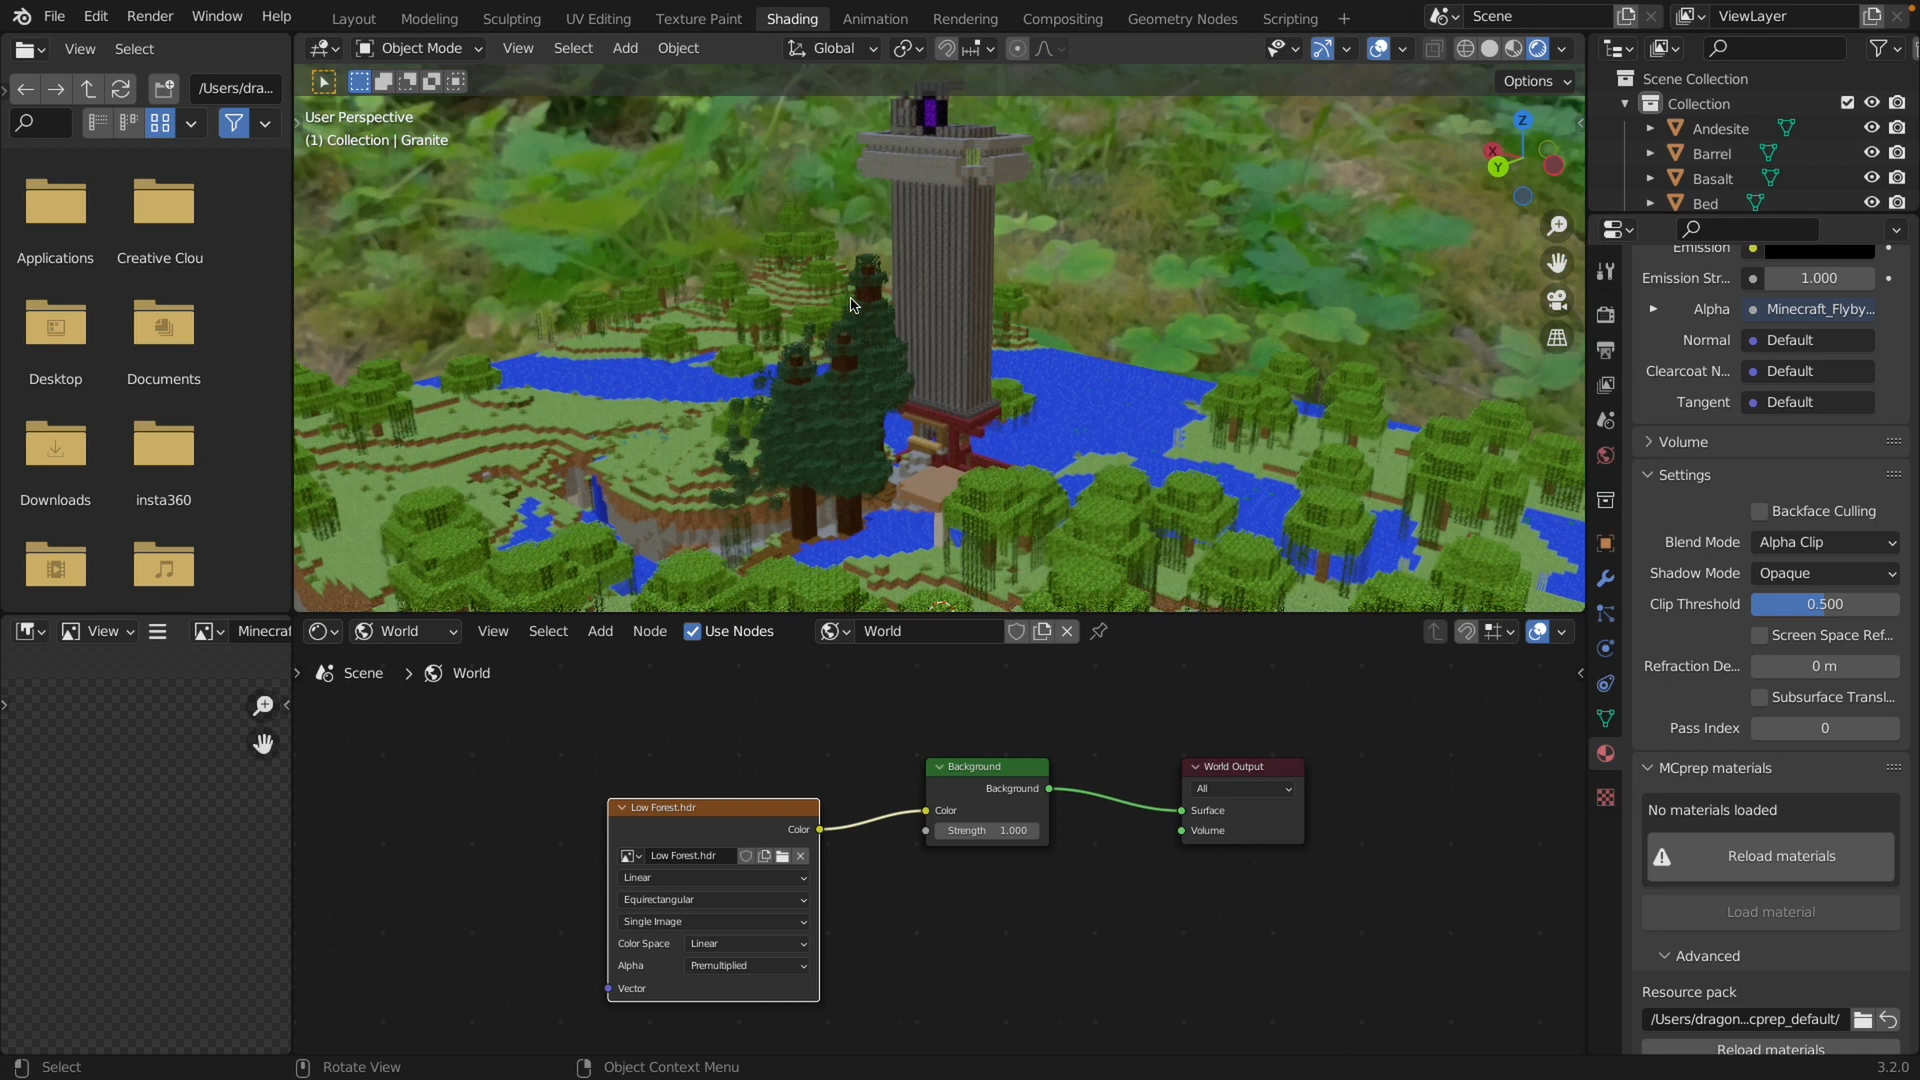 File Edit Render Window Help
Layout Modeling Sculpting UV Editing Texture Paint Shading Animation Rendering Compositing Geometry Nodes Scripting +
Scene
ViewLayer
View Select
Object Mode View Select Add Object
Global
/Users/dra...
Options
User Perspective
(1) Collection | Granite
Z
X
Y
Scene Collection
Collection
Andesite
Barrel
Basalt
Bed
Applications
Creative Clou
Desktop
Documents
Downloads
insta360
Emission
Emission Str... 1.000
Alpha Minecraft_Flyby...
Normal Default
Clearcoat N... Default
Tangent Default
Volume
Settings
Backface Culling
Blend Mode Alpha Clip
Shadow Mode Opaque
Clip Threshold 0.500
Screen Space Ref...
Refraction De... 0 m
Subsurface Transl...
Pass Index 0
MCprep materials
No materials loaded
Reload materials
Load material
Advanced
Resource pack
/Users/dragon...cprep_default/
Reload materials
View
Minecraf
World View Select Add Node Use Nodes World
Scene > World
Low Forest.hdr
Color
Low Forest.hdr
Linear
Equirectangular
Single Image
Color Space Linear
Alpha Premultiplied
Vector
Background
Background
Color
Strength 1.000
World Output
All
Surface
Volume
Select
Rotate View
Object Context Menu
3.2.0